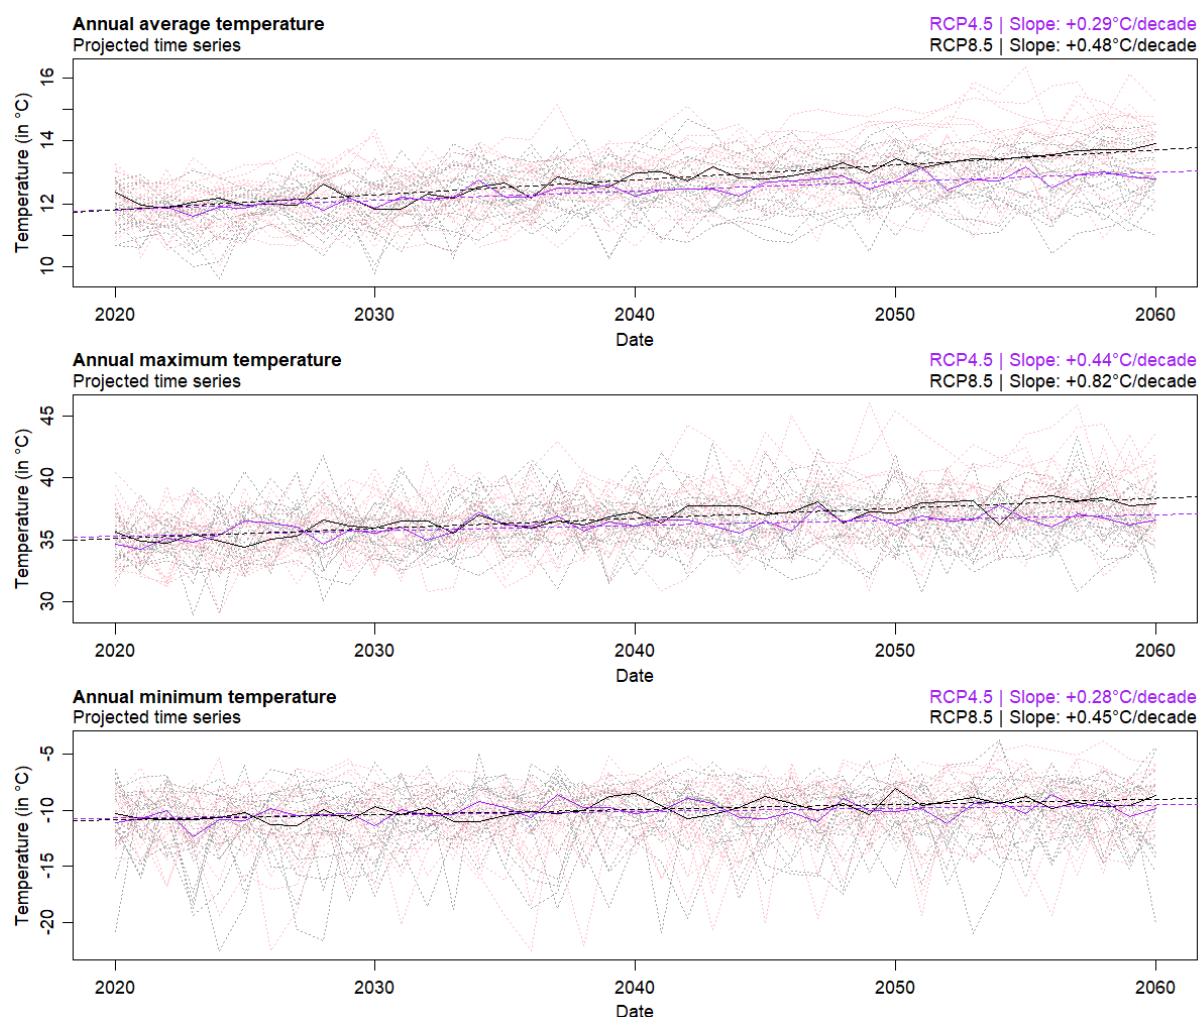 Annual average temperature
RCP4.5 | Slope: +0.29°C/decade
Projected time series
RCP8.5 | Slope: +0.48°C/decade
Temperature (in °C)
16
14
12
10
2020 2030 2040 2050 2060
Date
Annual maximum temperature
RCP4.5 | Slope: +0.44°C/decade
Projected time series
RCP8.5 | Slope: +0.82°C/decade
Temperature (in °C)
45
40
35
30
2020 2030 2040 2050 2060
Date
Annual minimum temperature
RCP4.5 | Slope: +0.28°C/decade
Projected time series
RCP8.5 | Slope: +0.45°C/decade
Temperature (in °C)
-5
-10
-15
-20
2020 2030 2040 2050 2060
Date